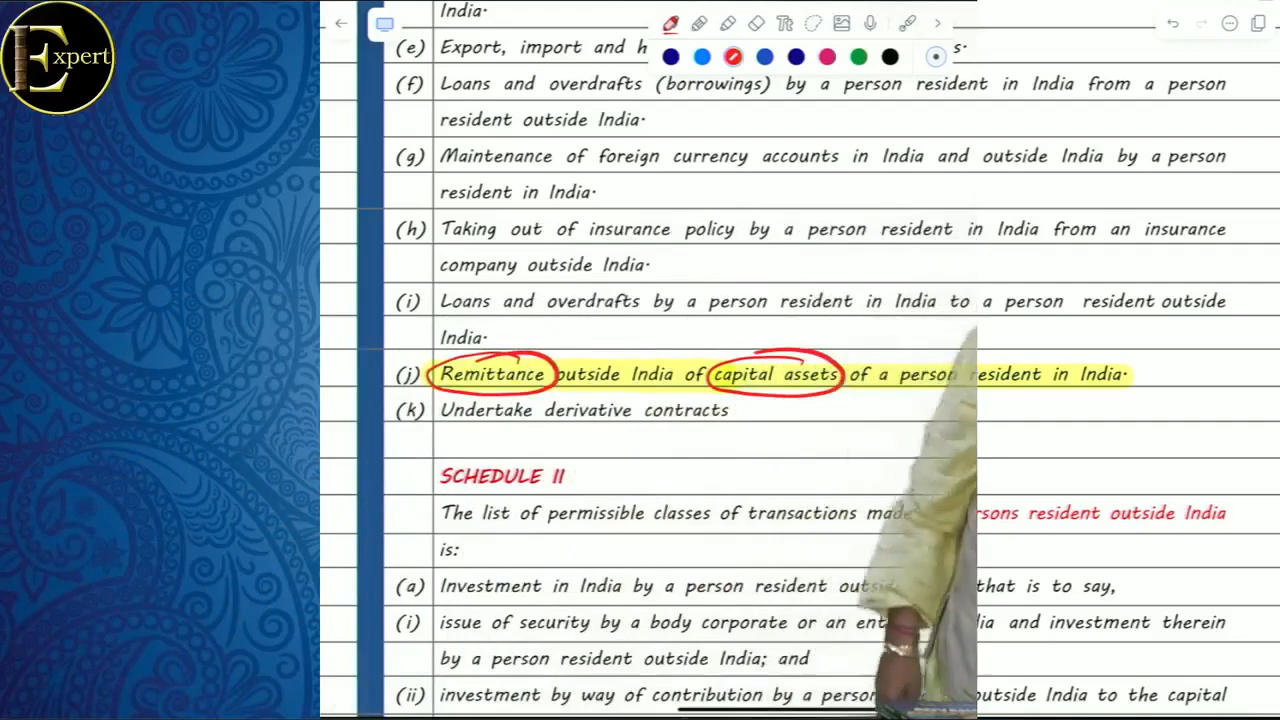 Expert
India.
(e) Export, import and h s.
(f) Loans and overdrafts (borrowings) by a person resident in India from a person
resident outside India.
(g) Maintenance of foreign currency accounts in India and outside India by a person
resident in India.
(h) Taking out of insurance policy by a person resident in India from an insurance
company outside India.
(i) Loans and overdrafts by a person resident in India to a person resident outside
India.
(j) Remittance outside India of capital assets of a person resident in India.
(k) Undertake derivative contracts
SCHEDULE II
The list of permissible classes of transactions made rsons resident outside India
is:
(a) Investment in India by a person resident outsi that is to say,
(i) issue of security by a body corporate or an ent dia and investment therein
by a person resident outside India; and
(ii) investment by way of contribution by a person outside India to the capital